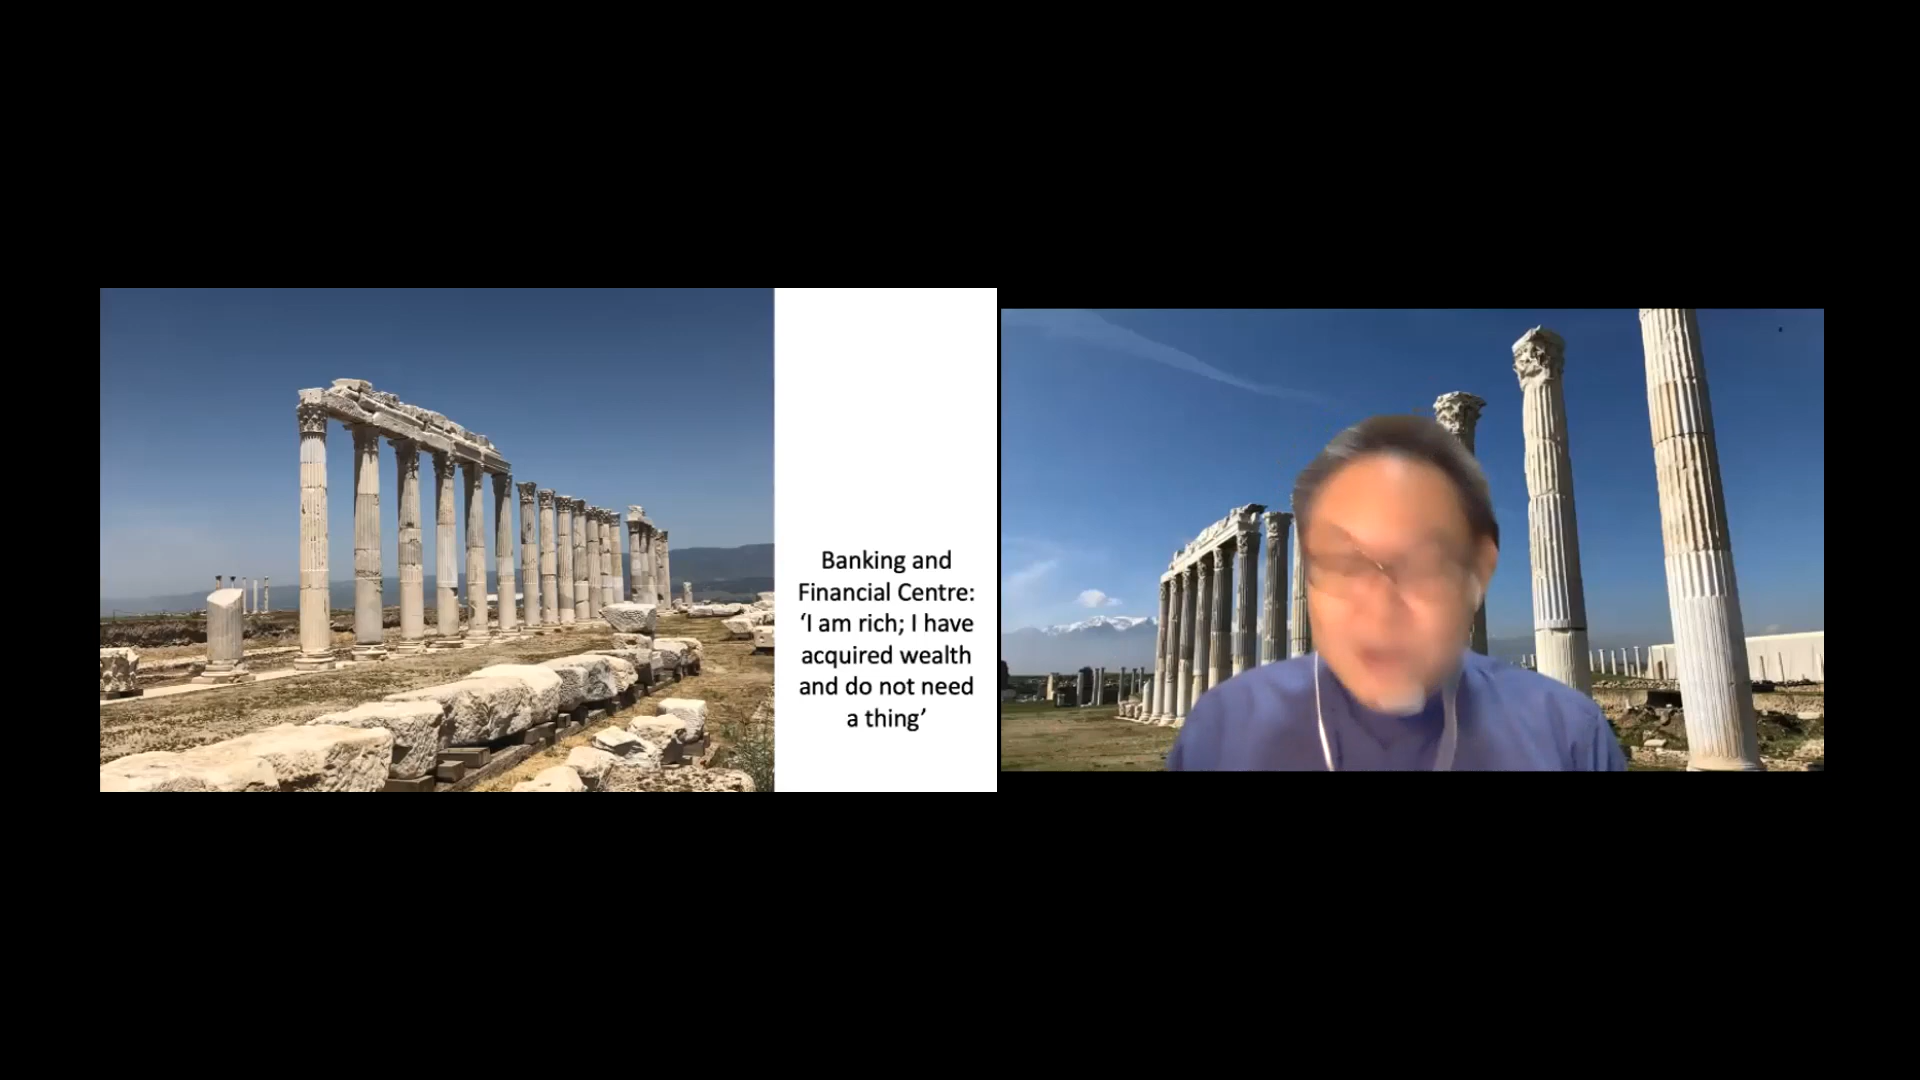 Banking and
Financial Centre:
‘I am rich; I have
acquired wealth
and do not need
a thing’